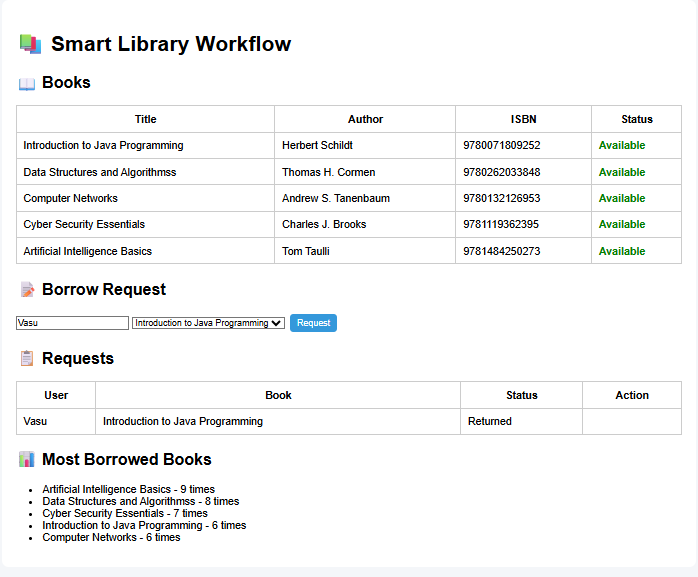 Smart Library Workflow
Books
Title Author ISBN Status
Introduction to Java Programming Herbert Schildt 9780071809252 Available
Data Structures and Algorithmss Thomas H. Cormen 9780262033848 Available
Computer Networks Andrew S. Tanenbaum 9780132126953 Available
Cyber Security Essentials Charles J. Brooks 9781119362395 Available
Artificial Intelligence Basics Tom Taulli 9781484250273 Available
Borrow Request
Vasu Introduction to Java Programming Request
Requests
User Book Status Action
Vasu Introduction to Java Programming Returned
Most Borrowed Books
• Artificial Intelligence Basics - 9 times
• Data Structures and Algorithmss - 8 times
• Cyber Security Essentials - 7 times
• Introduction to Java Programming - 6 times
• Computer Networks - 6 times